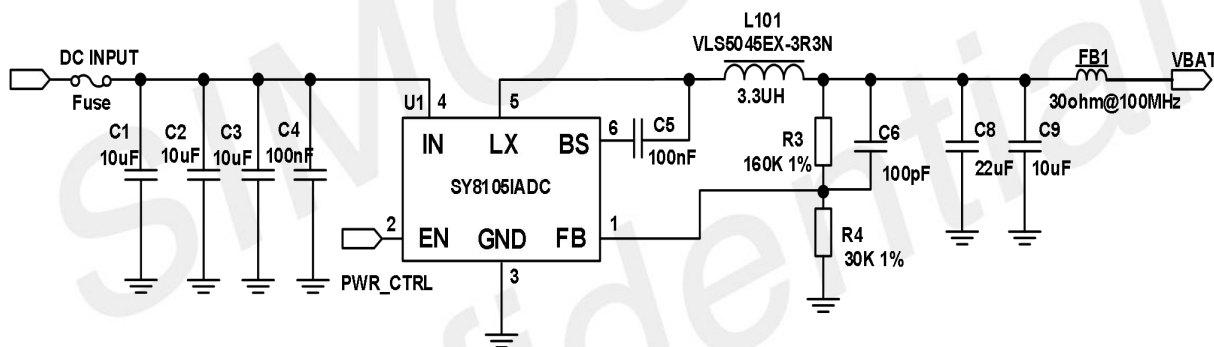 L101
VLS5045EX-3R3N
3.3UH
DC INPUT
Fuse
FB1
VBAT
30ohm@100MHz
C1
10uF
C2
10uF
C3
10uF
C4
100nF
U1
4
5
6
C5
100nF
IN
LX
BS
SY8105IADC
2
EN
GND
FB
1
3
PWR_CTRL
R3
160K 1%
C6
100pF
C8
22uF
C9
10uF
R4
30K 1%